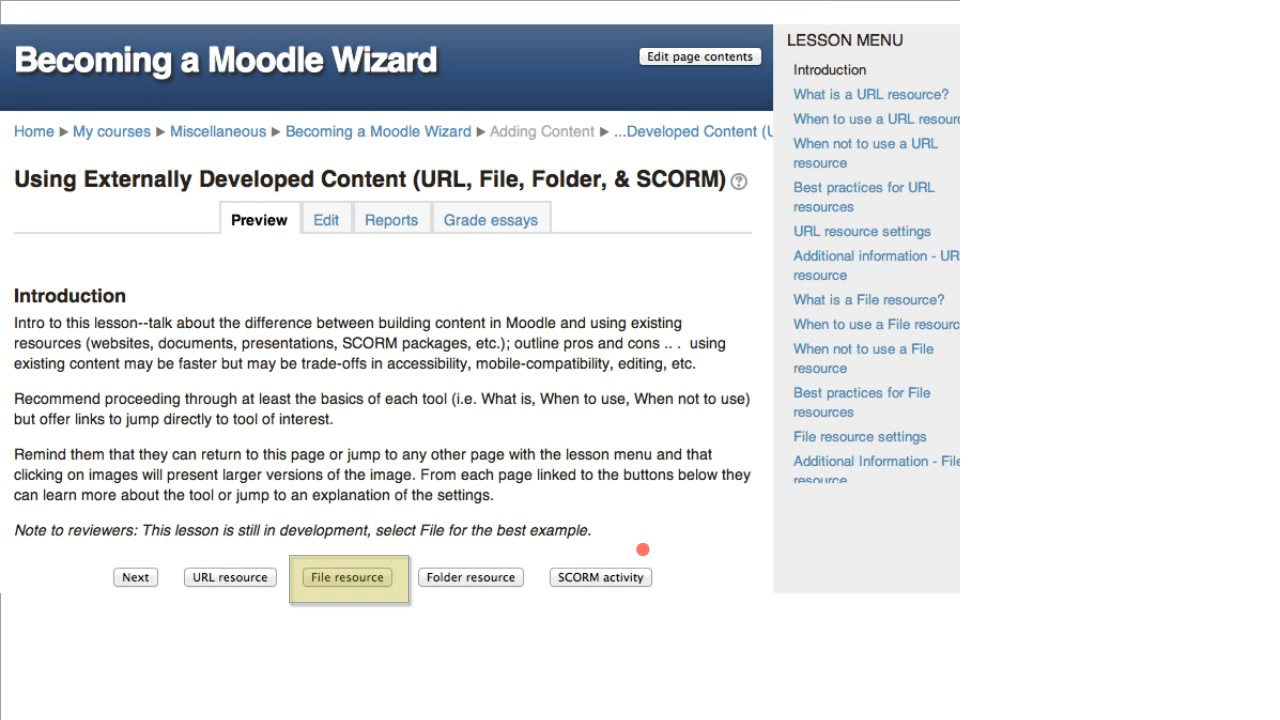 Becoming a Moodle Wizard
Edit page contents
Home ▶ My courses ▶ Miscellaneous ▶ Becoming a Moodle Wizard ▶ Adding Content ▶ ...Developed Content (U
Using Externally Developed Content (URL, File, Folder, & SCORM) ?
Preview Edit Reports Grade essays
Introduction
Intro to this lesson--talk about the difference between building content in Moodle and using existing
resources (websites, documents, presentations, SCORM packages, etc.); outline pros and cons .. . using
existing content may be faster but may be trade-offs in accessibility, mobile-compatibility, editing, etc.
Recommend proceeding through at least the basics of each tool (i.e. What is, When to use, When not to use)
but offer links to jump directly to tool of interest.
Remind them that they can return to this page or jump to any other page with the lesson menu and that
clicking on images will present larger versions of the image. From each page linked to the buttons below they
can learn more about the tool or jump to an explanation of the settings.
Note to reviewers: This lesson is still in development, select File for the best example.
Next URL resource File resource Folder resource SCORM activity
LESSON MENU
Introduction
What is a URL resource?
When to use a URL resourc
When not to use a URL
resource
Best practices for URL
resources
URL resource settings
Additional information - UR
resource
What is a File resource?
When to use a File resourc
When not to use a File
resource
Best practices for File
resources
File resource settings
Additional Information - File
resource